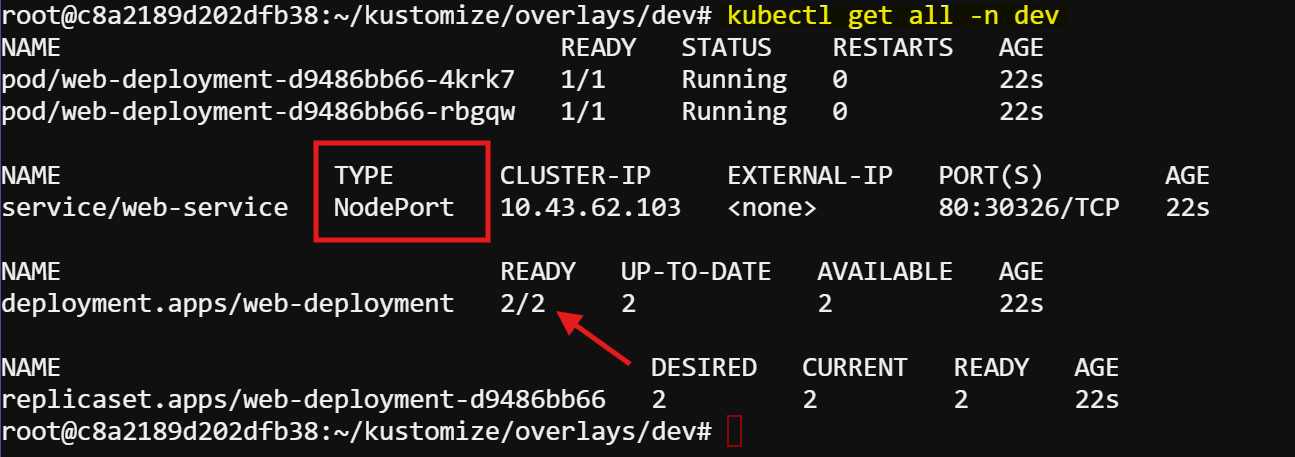 root@c8a2189d202dfb38:~/kustomize/overlays/dev# kubectl get all -n dev
NAME READY STATUS RESTARTS AGE
pod/web-deployment-d9486bb66-4krk7 1/1 Running 0 22s
pod/web-deployment-d9486bb66-rbgqw 1/1 Running 0 22s
NAME TYPE CLUSTER-IP EXTERNAL-IP PORT(S) AGE
service/web-service NodePort 10.43.62.103 <none> 80:30326/TCP 22s
NAME READY UP-TO-DATE AVAILABLE AGE
deployment.apps/web-deployment 2/2 2 2 22s
NAME DESIRED CURRENT READY AGE
replicaset.apps/web-deployment-d9486bb66 2 2 2 22s
root@c8a2189d202dfb38:~/kustomize/overlays/dev#